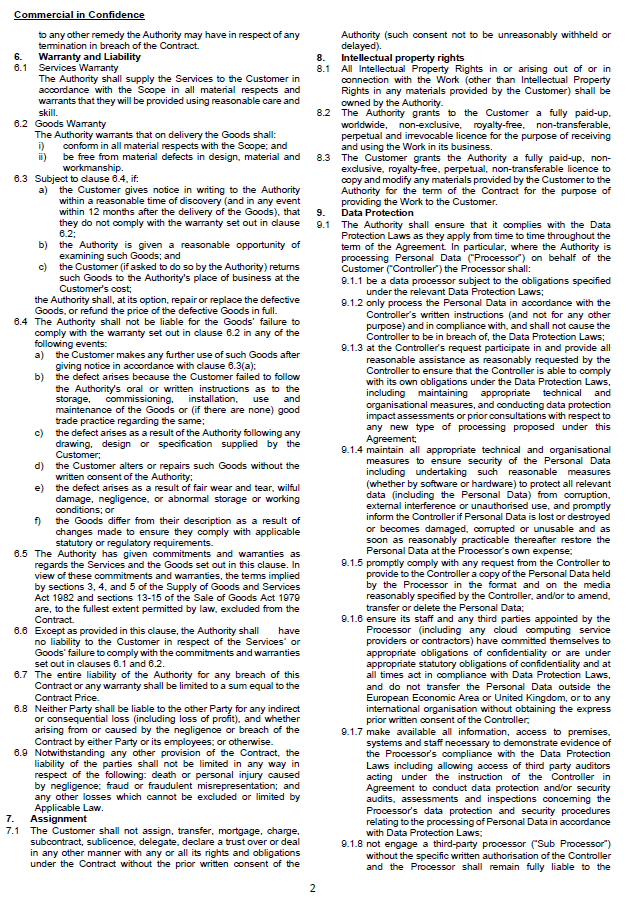 Commercial in Confidence
to any other remedy the Authority may have in respect of any
termination in breach of the Contract.
6. Warranty and Liability
6.1 Services Warranty
The Authority shall supply the Services to the Customer in
accordance with the Scope in all material respects and
warrants that they will be provided using reasonable care and
skill.
6.2 Goods Warranty
The Authority warrants that on delivery the Goods shall:
i) conform in all material respects with the Scope; and
ii) be free from material defects in design, material and
workmanship.
6.3 Subject to clause 6.4, if:
a) the Customer gives notice in writing to the Authority
within a reasonable time of discovery (and in any event
within 12 months after the delivery of the Goods), that
they do not comply with the warranty set out in clause
6.2;
b) the Authority is given a reasonable opportunity of
examining such Goods; and
c) the Customer (if asked to do so by the Authority) returns
such Goods to the Authority's place of business at the
Customer's cost;
the Authority shall, at its option, repair or replace the defective
Goods, or refund the price of the defective Goods in full.
6.4 The Authority shall not be liable for the Goods' failure to
comply with the warranty set out in clause 6.2 in any of the
following events:
a) the Customer makes any further use of such Goods after
giving notice in accordance with clause 6.3(a);
b) the defect arises because the Customer failed to follow
the Authority's oral or written instructions as to the
storage, commissioning, installation, use and
maintenance of the Goods or (if there are none) good
trade practice regarding the same;
c) the defect arises as a result of the Authority following any
drawing, design or specification supplied by the
Customer;
d) the Customer alters or repairs such Goods without the
written consent of the Authority;
e) the defect arises as a result of fair wear and tear, wilful
damage, negligence, or abnormal storage or working
conditions; or
f) the Goods differ from their description as a result of
changes made to ensure they comply with applicable
statutory or regulatory requirements.
6.5 The Authority has given commitments and warranties as
regards the Services and the Goods set out in this clause. In
view of these commitments and warranties, the terms implied
by sections 3, 4, and 5 of the Supply of Goods and Services
Act 1982 and sections 13-15 of the Sale of Goods Act 1979
are, to the fullest extent permitted by law, excluded from the
Contract.
6.6 Except as provided in this clause, the Authority shall have
no liability to the Customer in respect of the Services' or
Goods' failure to comply with the commitments and warranties
set out in clauses 6.1 and 6.2.
6.7 The entire liability of the Authority for any breach of this
Contract or any warranty shall be limited to a sum equal to the
Contract Price.
6.8 Neither Party shall be liable to the other Party for any indirect
or consequential loss (including loss of profit), and whether
arising from or caused by the negligence or breach of the
Contract by either Party or its employees; or otherwise.
6.9 Notwithstanding any other provision of the Contract, the
liability of the parties shall not be limited in any way in
respect of the following: death or personal injury caused
by negligence; fraud or fraudulent misrepresentation; and
any other losses which cannot be excluded or limited by
Applicable Law.
7. Assignment
7.1 The Customer shall not assign, transfer, mortgage, charge,
subcontract, sublicence, delegate, declare a trust over or deal
in any other manner with any or all its rights and obligations
under the Contract without the prior written consent of the
Authority (such consent not to be unreasonably withheld or
delayed).
8. Intellectual property rights
8.1 All Intellectual Property Rights in or arising out of or in
connection with the Work (other than Intellectual Property
Rights in any materials provided by the Customer) shall be
owned by the Authority.
8.2 The Authority grants to the Customer a fully paid-up,
worldwide, non-exclusive, royalty-free, non-transferable,
perpetual and irrevocable licence for the purpose of receiving
and using the Work in its business.
8.3 The Customer grants the Authority a fully paid-up, non-
exclusive, royalty-free, perpetual, non-transferable licence to
copy and modify any materials provided by the Customer to the
Authority for the term of the Contract for the purpose of
providing the Work to the Customer.
9. Data Protection
9.1 The Authority shall ensure that it complies with the Data
Protection Laws as they apply from time to time throughout the
term of the Agreement. In particular, where the Authority is
processing Personal Data ("Processor") on behalf of the
Customer ("Controller") the Processor shall:
9.1.1 be a data processor subject to the obligations specified
under the relevant Data Protection Laws;
9.1.2 only process the Personal Data in accordance with the
Controller's written instructions (and not for any other
purpose) and in compliance with, and shall not cause the
Controller to be in breach of, the Data Protection Laws;
9.1.3 at the Controller's request participate in and provide all
reasonable assistance as reasonably requested by the
Controller to ensure that the Controller is able to comply
with its own obligations under the Data Protection Laws,
including maintaining appropriate technical and
organisational measures, and conducting data protection
impact assessments or prior consultations with respect to
any new type of processing proposed under this
Agreement;
9.1.4 maintain all appropriate technical and organisational
measures to ensure security of the Personal Data
including undertaking such reasonable measures
(whether by software or hardware) to protect all relevant
data (including the Personal Data) from corruption,
external interference or unauthorised use, and promptly
inform the Controller if Personal Data is lost or destroyed
or becomes damaged, corrupted or unusable and as
soon as reasonably practicable thereafter restore the
Personal Data at the Processor's own expense;
9.1.5 promptly comply with any request from the Controller to
provide to the Controller a copy of the Personal Data held
by the Processor in the format and on the media
reasonably specified by the Controller, and/or to amend,
transfer or delete the Personal Data;
9.1.6 ensure its staff and any third parties appointed by the
Processor (including any cloud computing service
providers or contractors) have committed themselves to
appropriate obligations of confidentiality or are under
appropriate statutory obligations of confidentiality and at
all times act in compliance with Data Protection Laws,
and do not transfer the Personal Data outside the
European Economic Area or United Kingdom, or to any
international organisation without obtaining the express
prior written consent of the Controller;
9.1.7 make available all information, access to premises,
systems and staff necessary to demonstrate evidence of
the Processor's compliance with the Data Protection
Laws including allowing access of third party auditors
acting under the instruction of the Controller in
Agreement to conduct data protection and/or security
audits, assessments and inspections concerning the
Processor's data protection and security procedures
relating to the processing of Personal Data in accordance
with Data Protection Laws;
9.1.8 not engage a third-party processor ("Sub Processor")
without the specific written authorisation of the Controller
and the Processor shall remain fully liable to the
2